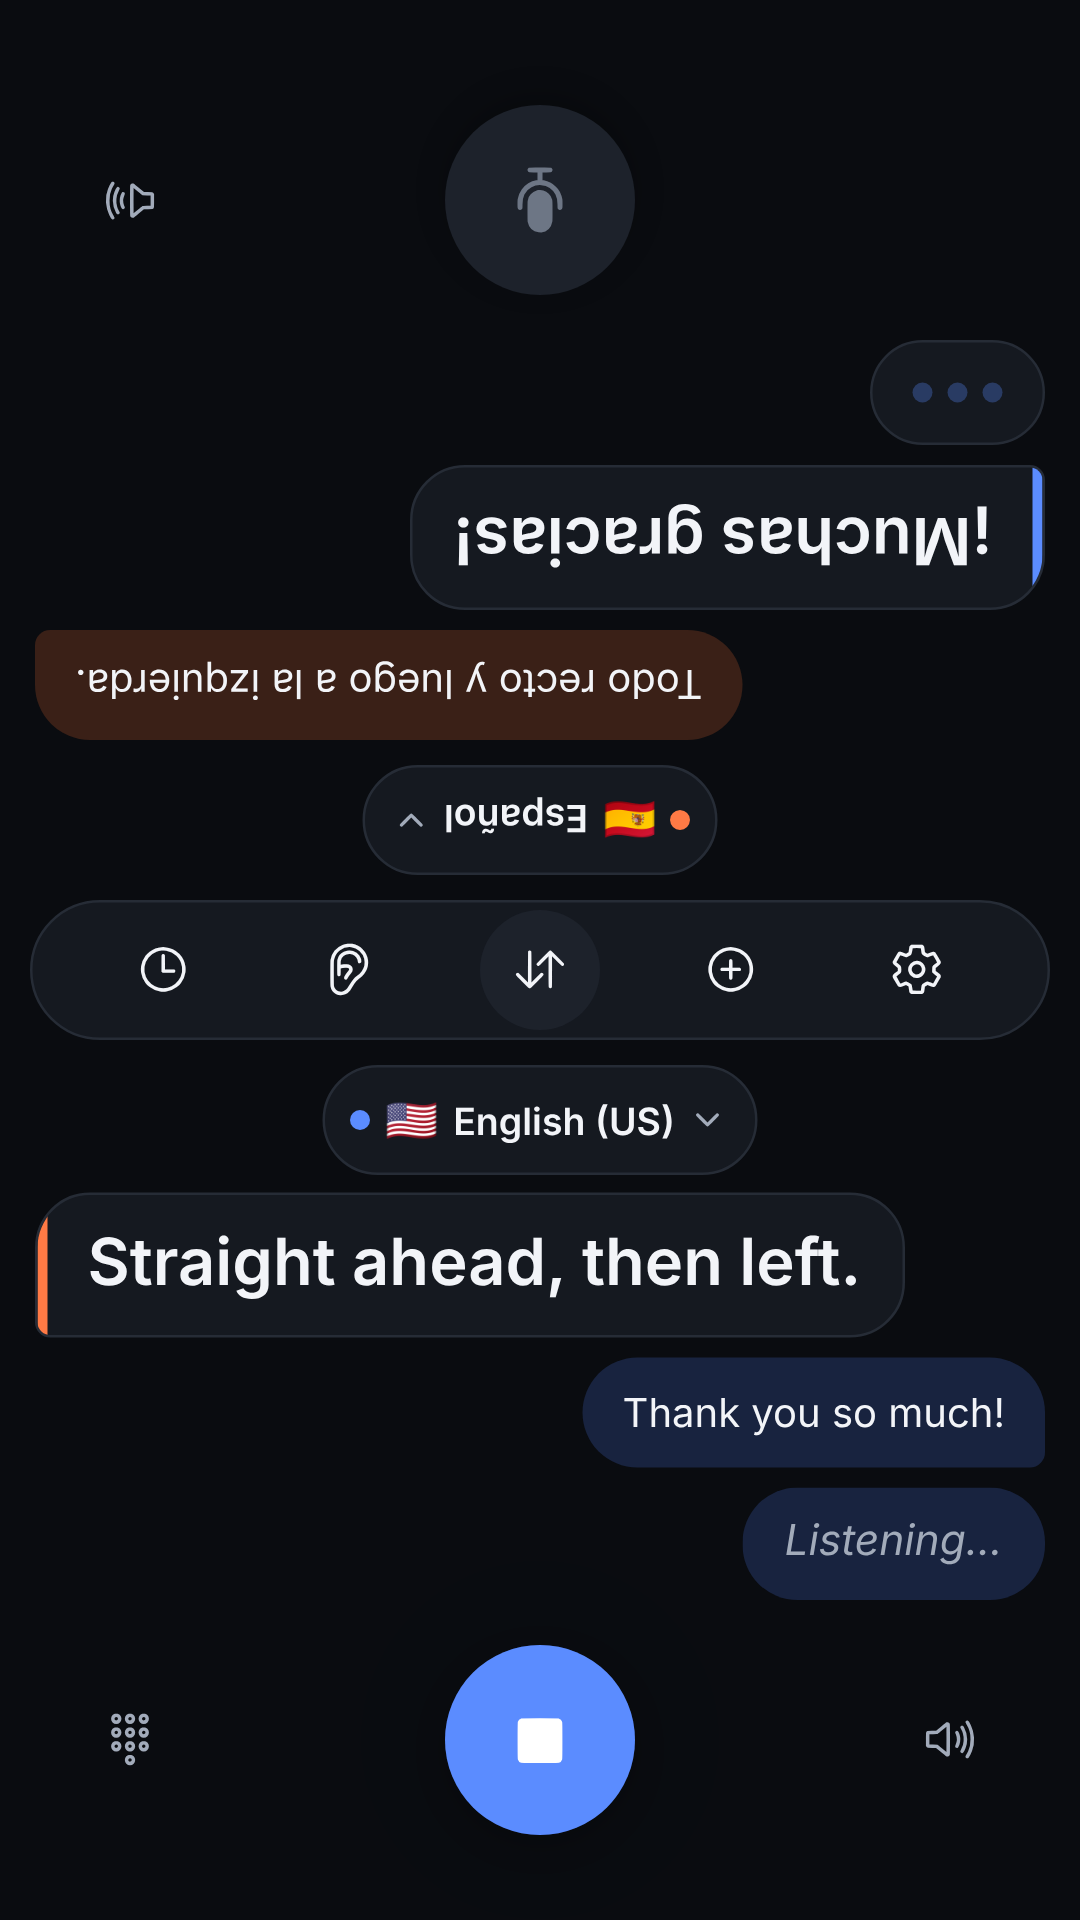 ¡Muchas gracias!
Todo recto y luego a la izquierda.
Español
English (US)
Straight ahead, then left.
Thank you so much!
Listening...